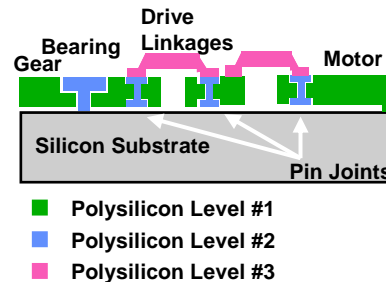 Drive
Bearing Linkages
Gear Motor
Silicon Substrate
Pin Joints
Polysilicon Level #1
Polysilicon Level #2
Polysilicon Level #3